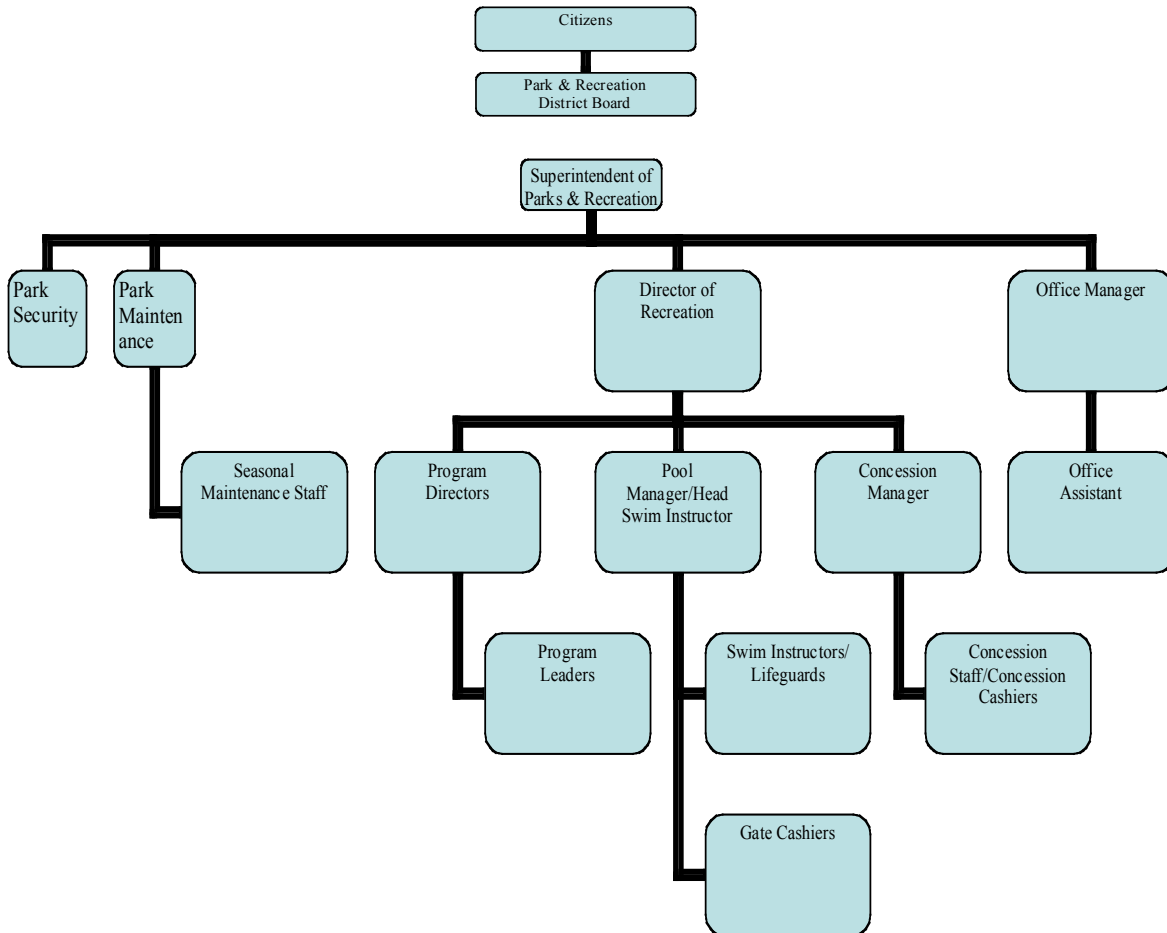 Citizens
Park & Recreation
District Board
Superintendent of
Parks & Recreation
Park
Security
Park
Mainten
ance
Director of
Recreation
Office Manager
Seasonal
Maintenance Staff
Program
Directors
Pool
Manager/Head
Swim Instructor
Concession
Manager
Office
Assistant
Program
Leaders
Swim Instructors/
Lifeguards
Concession
Staff/Concession
Cashiers
Gate Cashiers